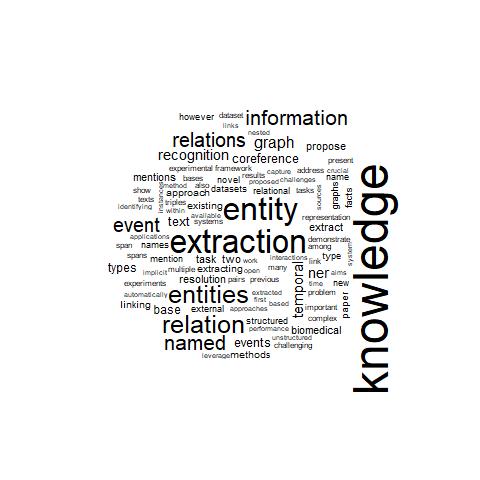 however dataset information
links nested
relations graph propose
recognition coreference present
experimental framework capture address crucial
mentions bases novel results proposed challenges name
show method also datasets relational tasks graphs
texts instances approach sources facts
identifying triples existing entity
within available representation
event text systems extract
applications extraction demonstrate
span names among
spans mention task two work interactions link type system
types implicit multiple extracting open many temporal ner aims
experiments resolution pairs previous time new
automatically entities extracted problem
first based important paper
linking base external approaches complex
relation structured biomedical
performance
named events unstructured
challenging
leverage methods
knowledge